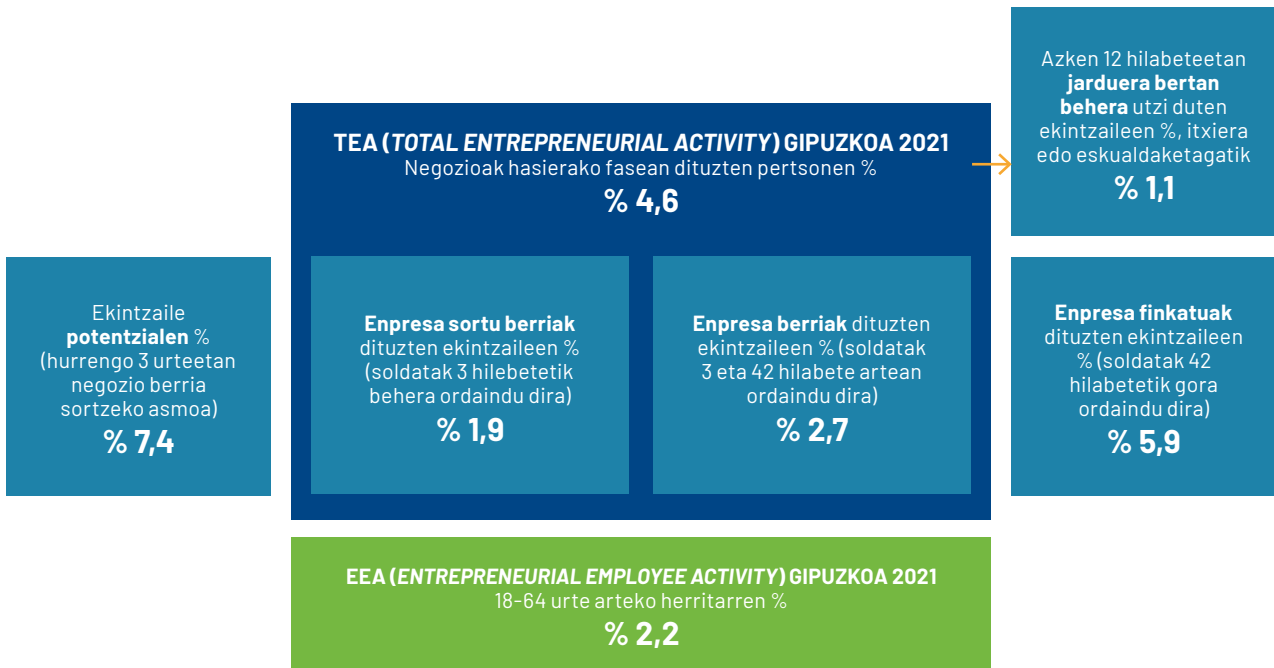 Azken 12 hilabeteetan
jarduera bertan
behera utzi duten
ekintzaileen %, itxiera
edo eskualdaketagatik
% 1,1
TEA (TOTAL ENTREPRENEURIAL ACTIVITY) GIPUZKOA 2021
Negozioak hasierako fasean dituzten pertsonen %
% 4,6
Ekintzaile
potentzialen %
(hurrengo 3 urteetan
negozio berria
sortzeko asmoa)
% 7,4
Enpresa sortu berriak
dituzten ekintzaileen %
(soldatak 3 hilebetetik
behera ordaindu dira)
% 1,9
Enpresa berriak dituzten
ekintzaileen % (soldatak
3 eta 42 hilabete artean
ordaindu dira)
% 2,7
Enpresa finkatuak
dituzten ekintzaileen
% (soldatak 42
hilabetetik gora
ordaindu dira)
% 5,9
EEA (ENTREPRENEURIAL EMPLOYEE ACTIVITY) GIPUZKOA 2021
18-64 urte arteko herritarren %
% 2,2